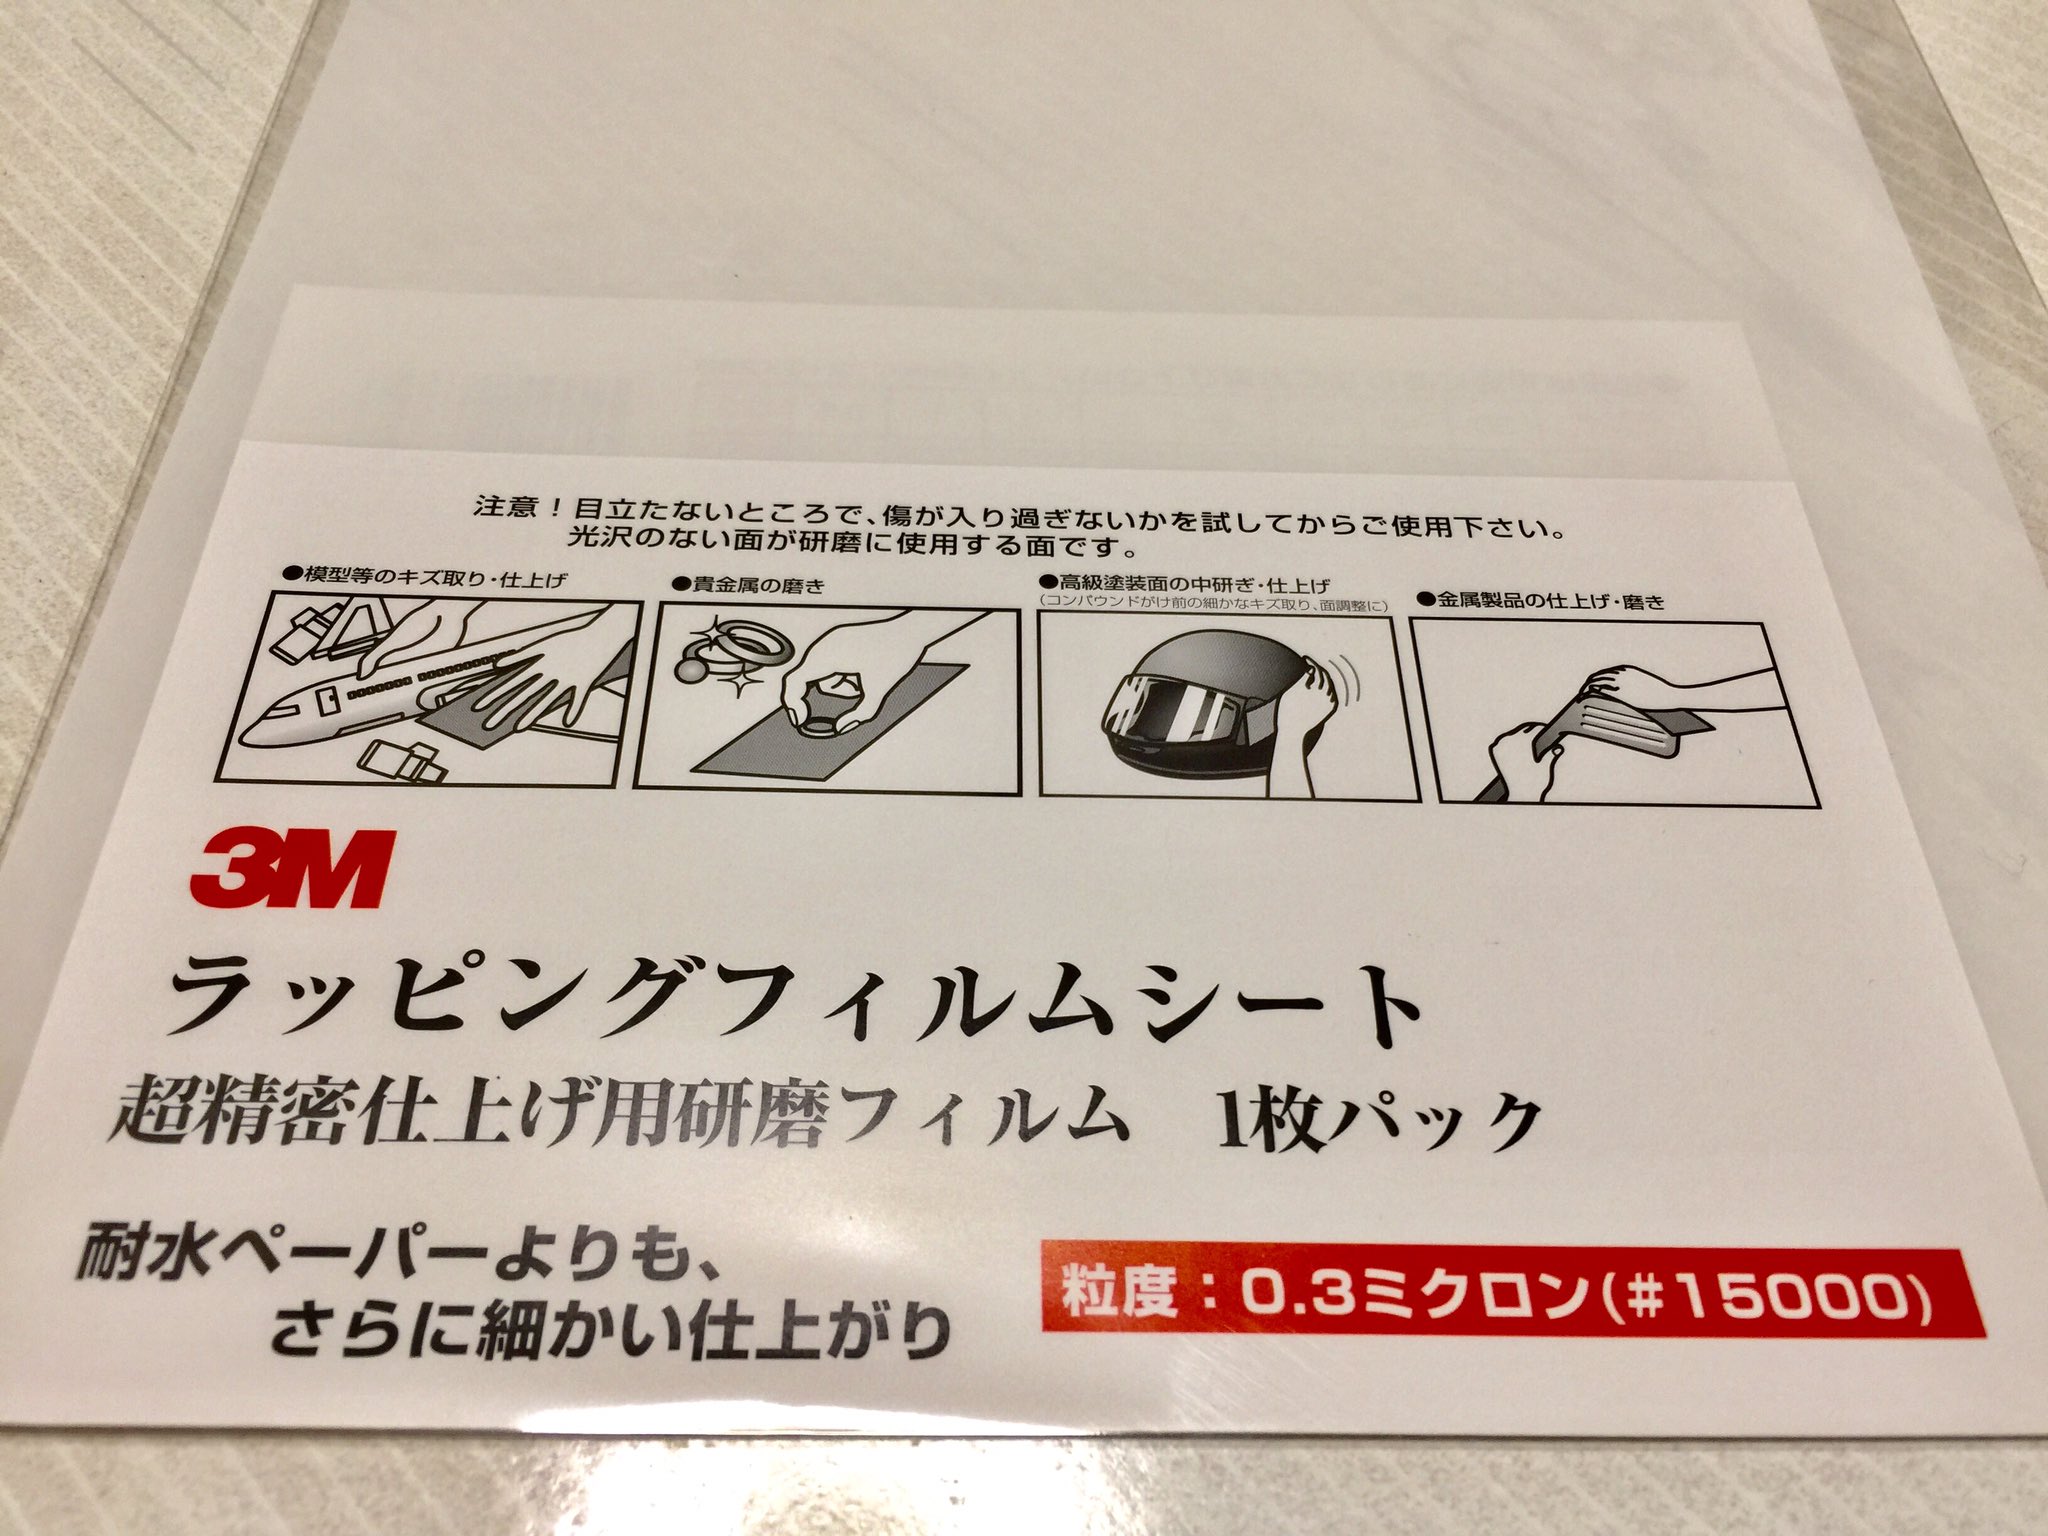 注意！目立たないところで、傷が入り過ぎないかを試してからご使用下さい。
光沢のない面が研磨に使用する面です。
●模型等のキズ取り・仕上げ
●貴金属の磨き
●高級塗装面の中研ぎ・仕上げ
(コンパウンドがけ前の細かなキズ取り、面調整に)
●金属製品の仕上げ・磨き
3M
ラッピングフィルムシート
超精密仕上げ用研磨フィルム 1枚パック
耐水ペーパーよりも、
さらに細かい仕上がり
粒度：0.3ミクロン(#15000)